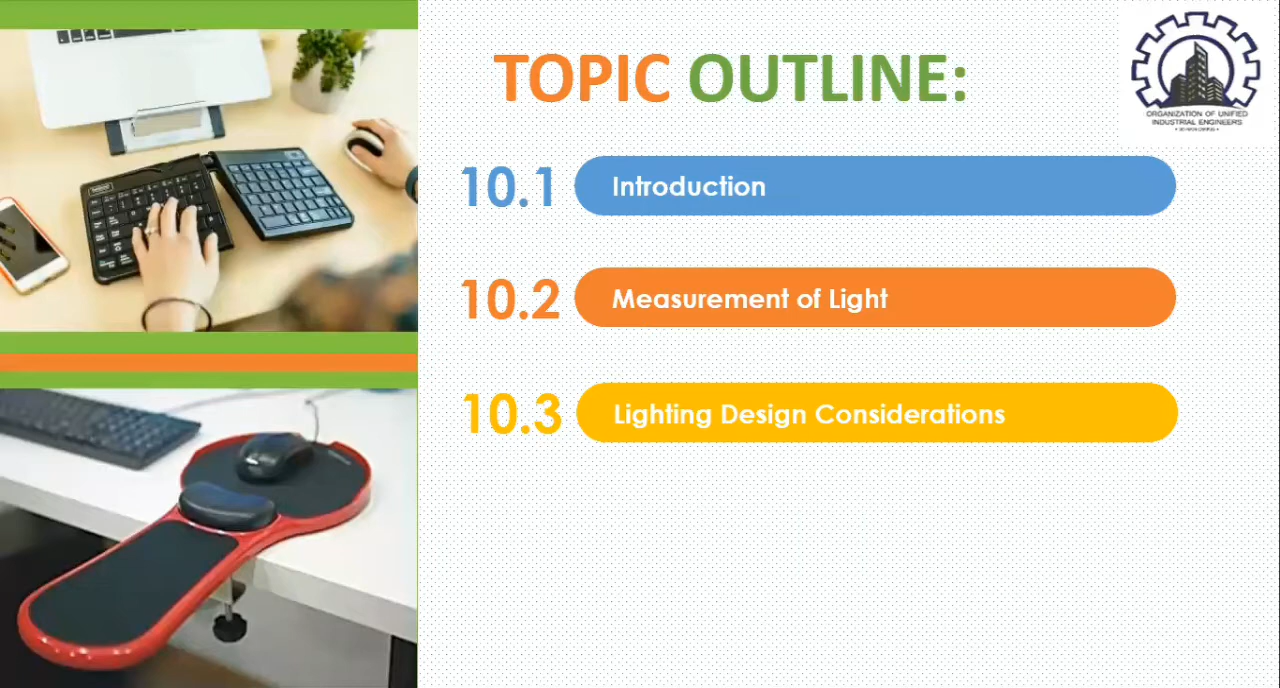 TOPIC OUTLINE:
ORGANIZATION OF UNIFIED
INDUSTRIAL ENGINEERS
10.1 Introduction
10.2 Measurement of Light
10.3 Lighting Design Considerations